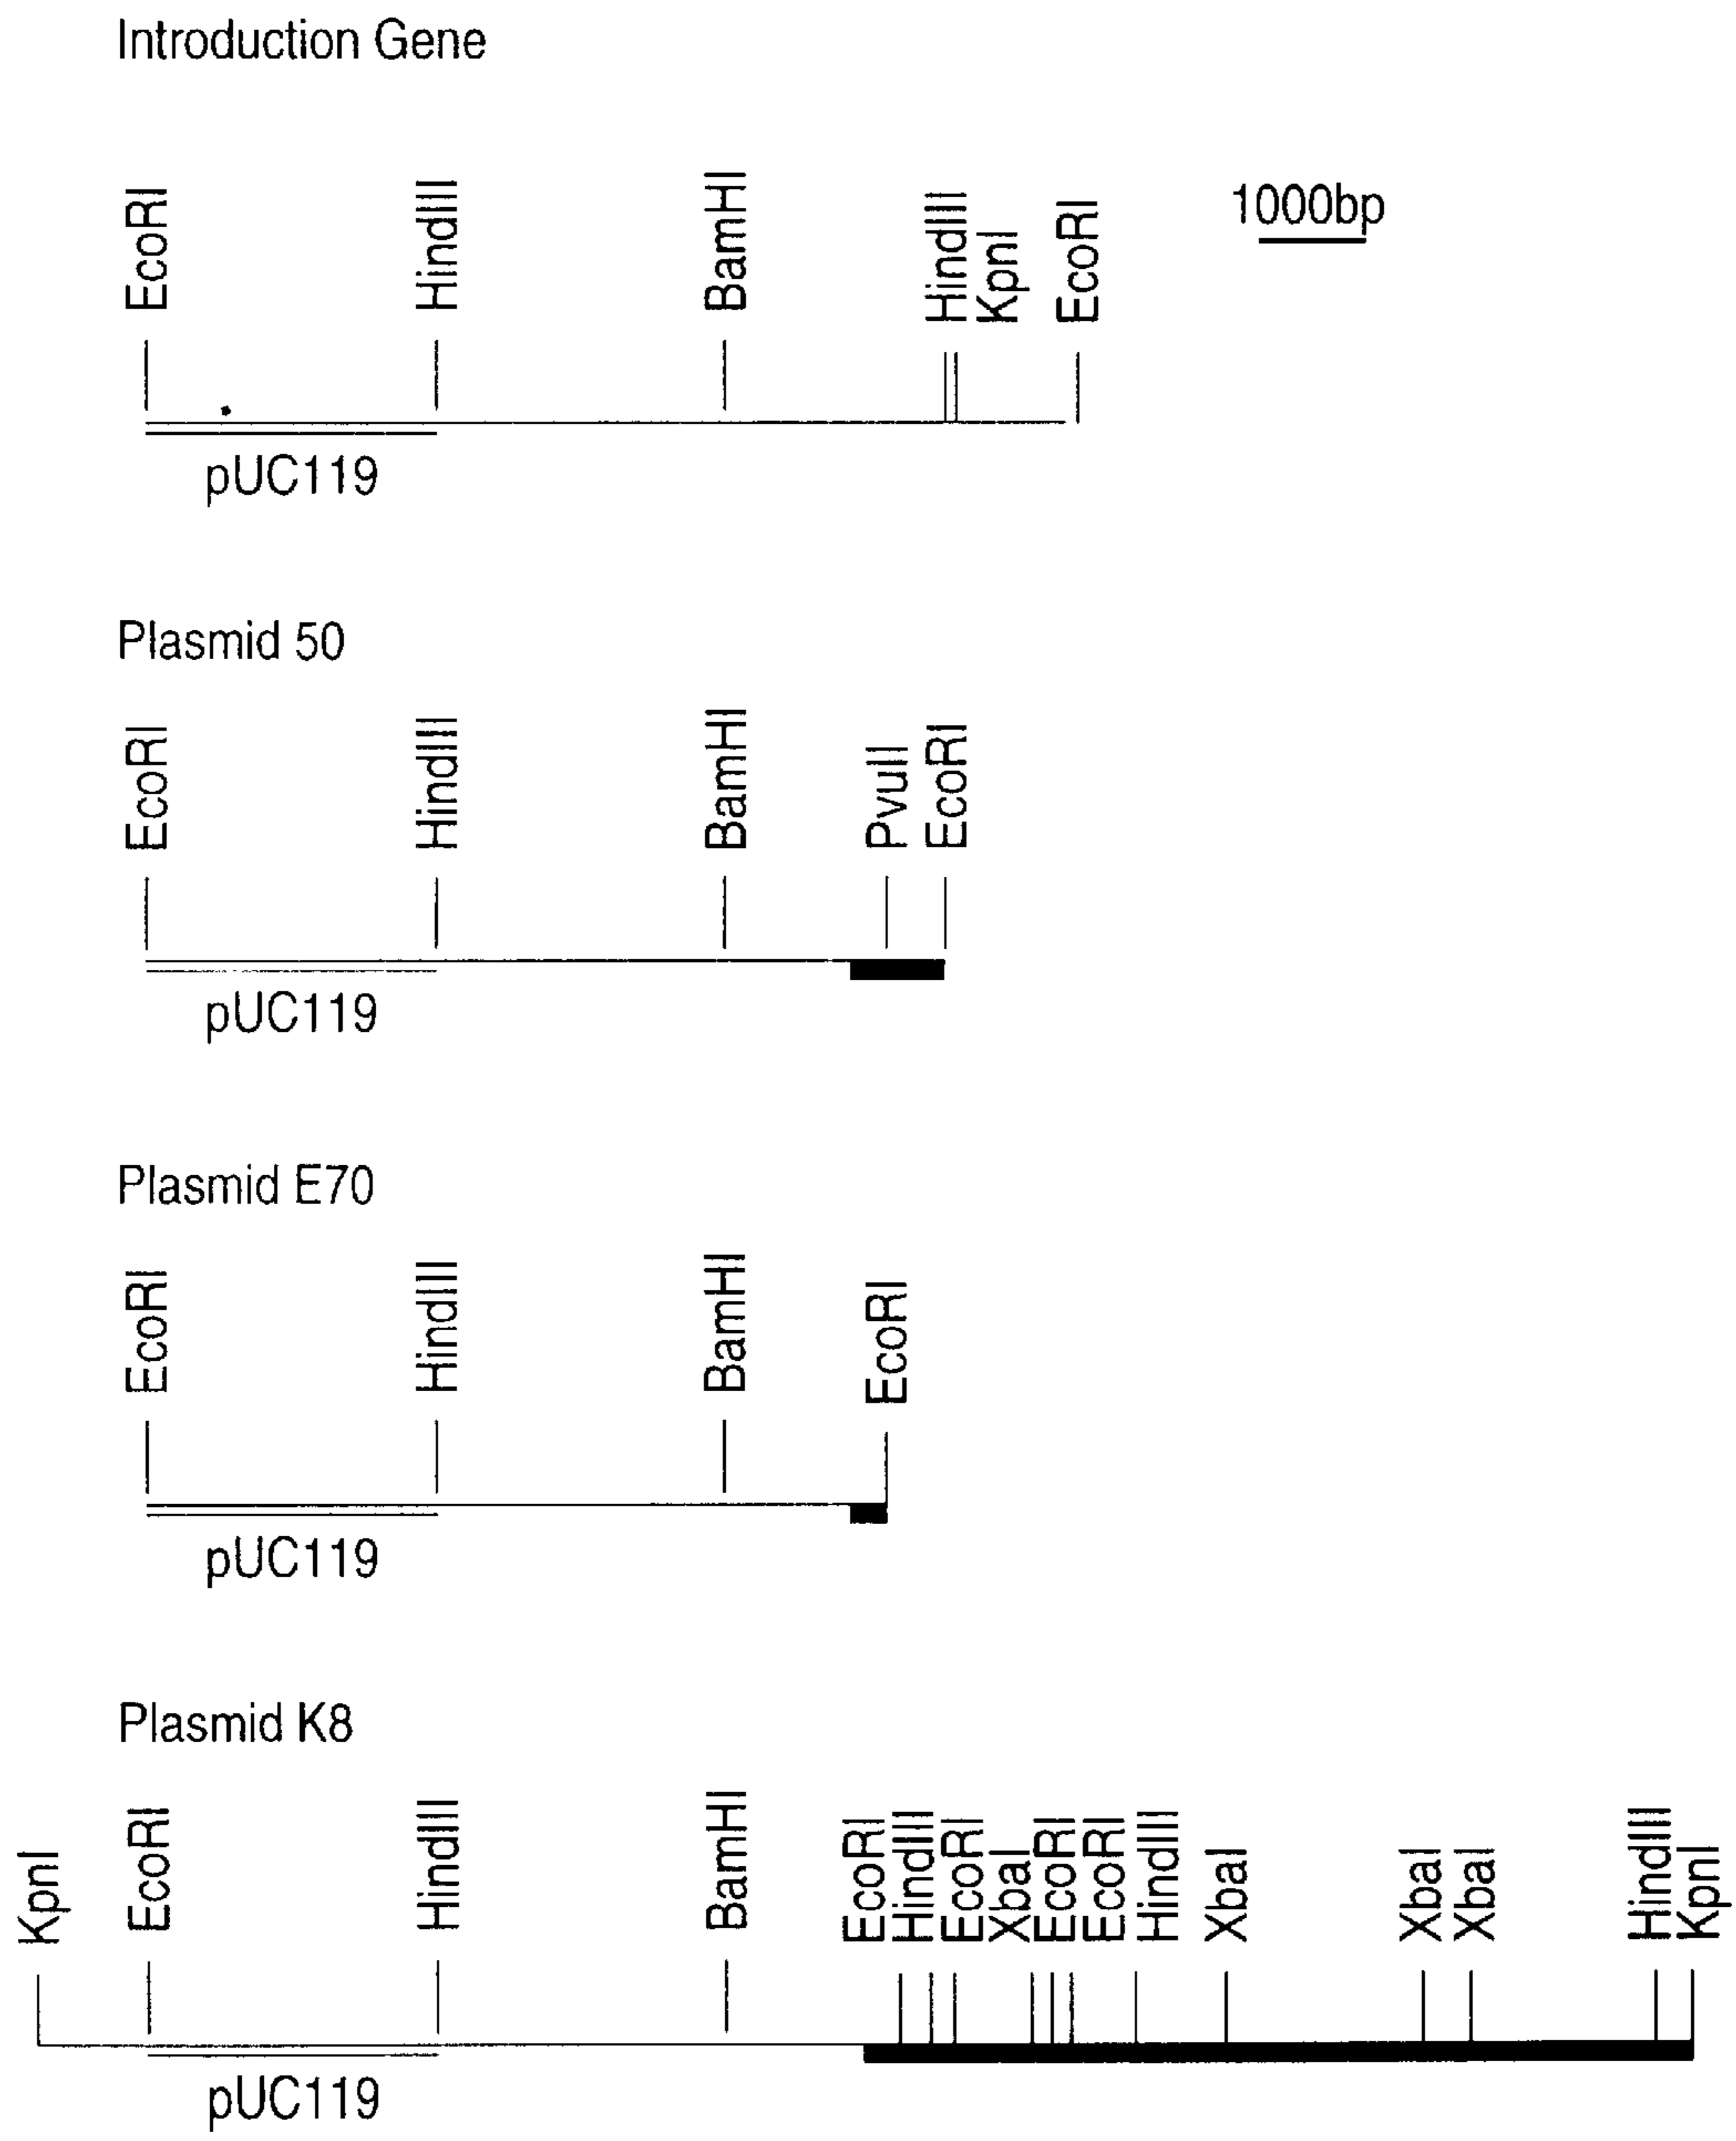 Introduction Gene
EcoRI
HindIII
BamHI
HindIII
KpnI
EcoRI
1000bp
pUC119
Plasmid 50
EcoRI
HindIII
BamHI
PvuII
EcoRI
pUC119
Plasmid E70
EcoRI
HindIII
BamHI
EcoRI
pUC119
Plasmid K8
KpnI
EcoRI
HindIII
BamHI
EcoRI
HindIII
EcoRI
XbaI
EcoRI
EcoRI
HindIII
XbaI
XbaI
XbaI
HindIII
KpnI
pUC119